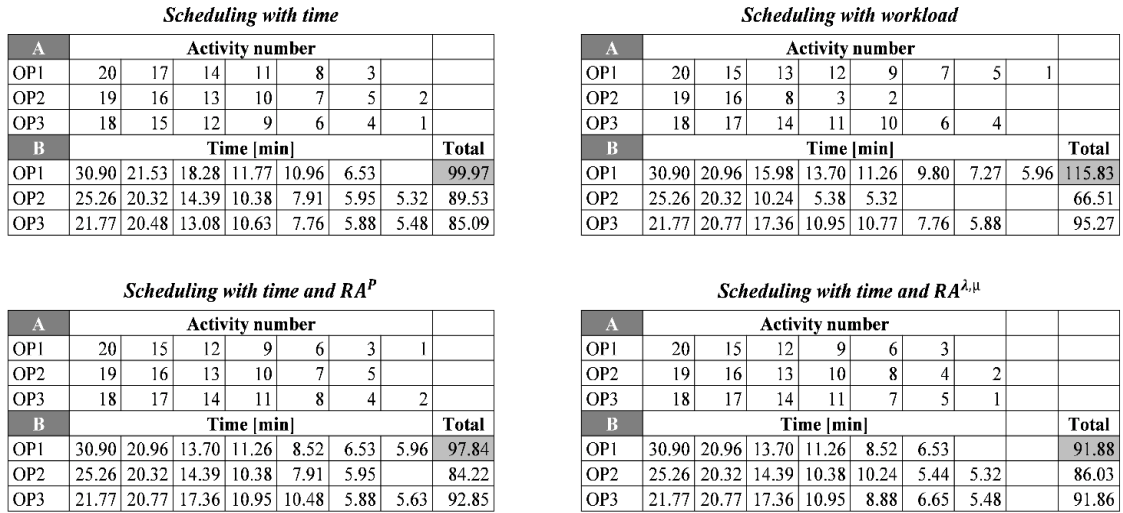 Scheduling with time
A Activity number
OP1 20 17 14 11 8 3
OP2 19 16 13 10 7 5 2
OP3 18 15 12 9 6 4 1
B Time [min] Total
OP1 30.90 21.53 18.28 11.77 10.96 6.53 99.97
OP2 25.26 20.32 14.39 10.38 7.91 5.95 5.32 89.53
OP3 21.77 20.48 13.08 10.63 7.76 5.88 5.48 85.09
Scheduling with workload
A Activity number
OP1 20 15 13 12 9 7 5 1
OP2 19 16 8 3 2
OP3 18 17 14 11 10 6 4
B Time [min] Total
OP1 30.90 20.96 15.98 13.70 11.26 9.80 7.27 5.96 115.83
OP2 25.26 20.32 10.24 5.38 5.32 66.51
OP3 21.77 20.77 17.36 10.95 10.77 7.76 5.88 95.27
Scheduling with time and RA^P
A Activity number
OP1 20 15 12 9 6 3 1
OP2 19 16 13 10 7 5
OP3 18 17 14 11 8 4 2
B Time [min] Total
OP1 30.90 20.96 13.70 11.26 8.52 6.53 5.96 97.84
OP2 25.26 20.32 14.39 10.38 7.91 5.95 84.22
OP3 21.77 20.77 17.36 10.95 10.48 5.88 5.63 92.85
Scheduling with time and RA^λ,μ
A Activity number
OP1 20 15 12 9 6 3
OP2 19 16 13 10 8 4 2
OP3 18 17 14 11 7 5 1
B Time [min] Total
OP1 30.90 20.96 13.70 11.26 8.52 6.53 91.88
OP2 25.26 20.32 14.39 10.38 10.24 5.44 5.32 86.03
OP3 21.77 20.77 17.36 10.95 8.88 6.65 5.48 91.86